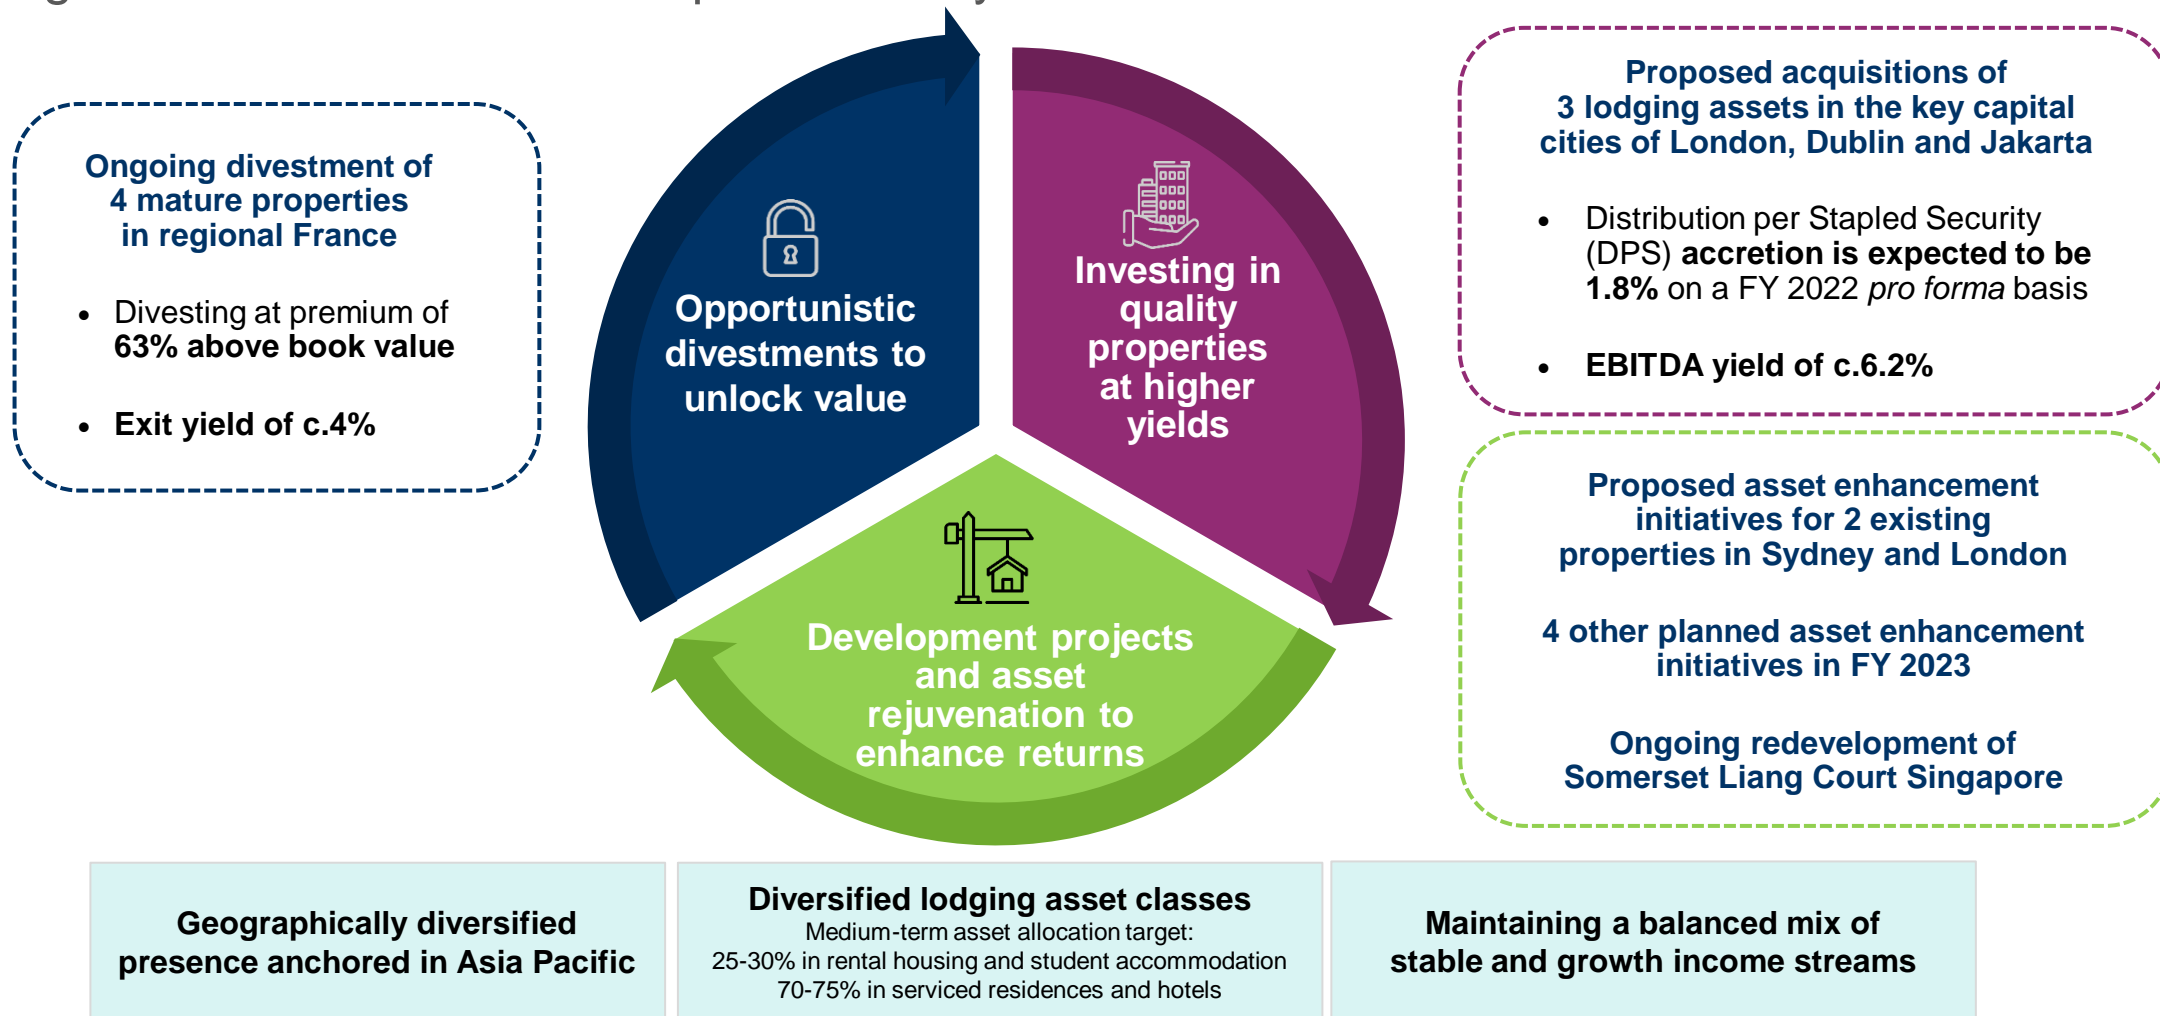 Ongoing divestment of
4 mature properties
in regional France
• Divesting at premium of
63% above book value
• Exit yield of c.4%
Opportunistic
divestments to
unlock value
Investing in
quality
properties
at higher
yields
Development projects
and asset
rejuvenation to
enhance returns
Proposed acquisitions of
3 lodging assets in the key capital
cities of London, Dublin and Jakarta
• Distribution per Stapled Security
(DPS) accretion is expected to be
1.8% on a FY 2022 pro forma basis
• EBITDA yield of c.6.2%
Proposed asset enhancement
initiatives for 2 existing
properties in Sydney and London
4 other planned asset enhancement
initiatives in FY 2023
Ongoing redevelopment of
Somerset Liang Court Singapore
Geographically diversified
presence anchored in Asia Pacific
Diversified lodging asset classes
Medium-term asset allocation target:
25-30% in rental housing and student accommodation
70-75% in serviced residences and hotels
Maintaining a balanced mix of
stable and growth income streams